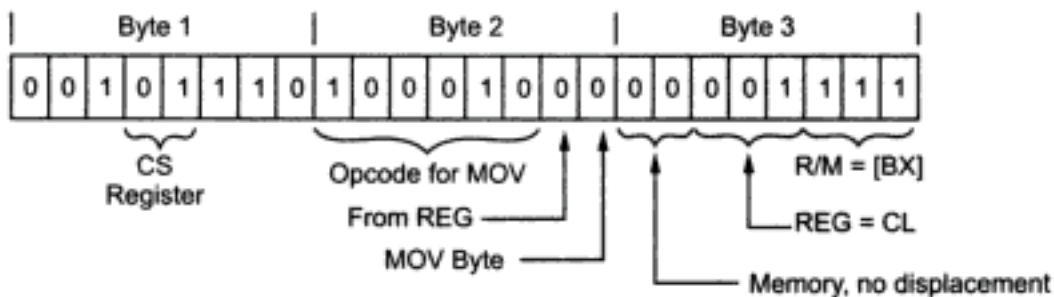 Byte 1 Byte 2 Byte 3
0 0 1 0 1 1 1 0 1 0 0 0 1 0 0 0 0 0 0 0 1 1 1 1
CS
Register
Opcode for MOV
R/M = [BX]
From REG
REG = CL
MOV Byte
Memory, no displacement